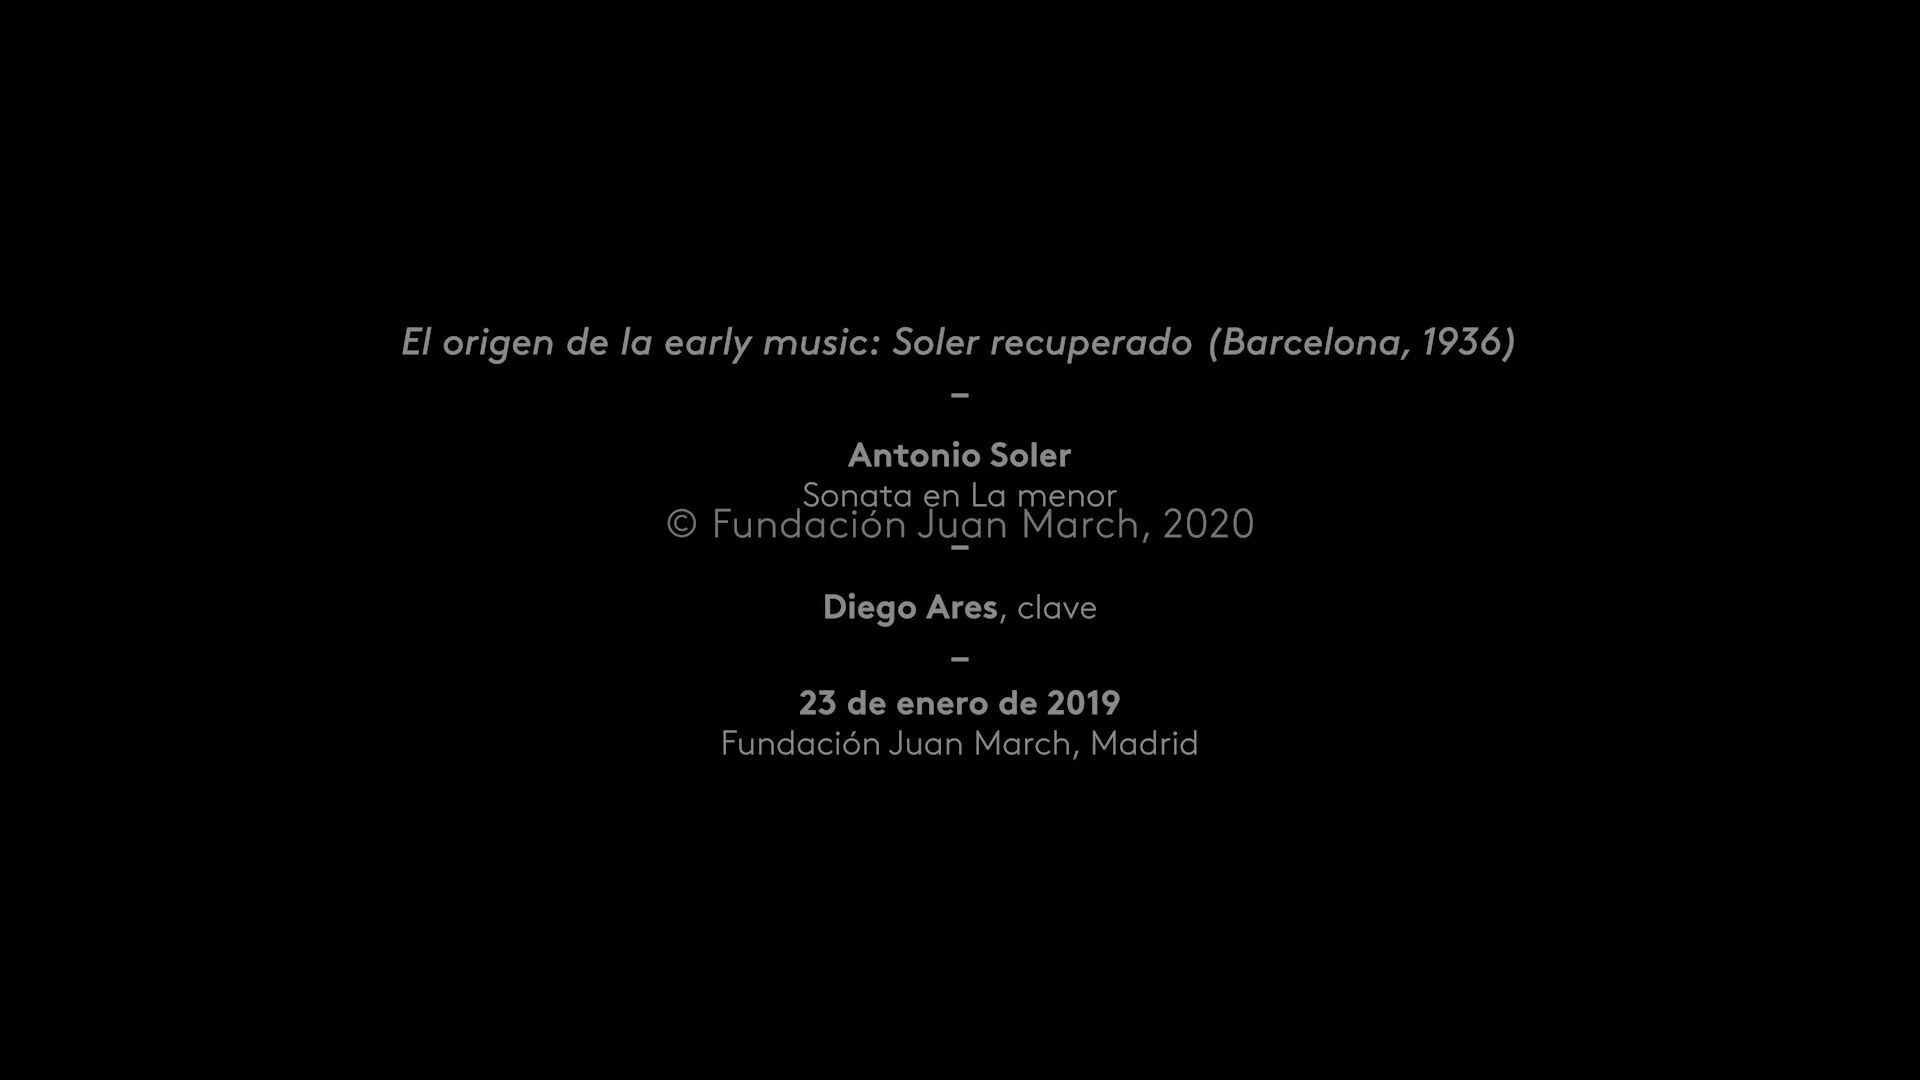 El origen de la early music: Soler recuperado (Barcelona, 1936)
–
Antonio Soler
Sonata en La menor
© Fundación Juan March, 2020
–
Diego Ares, clave
–
23 de enero de 2019
Fundación Juan March, Madrid